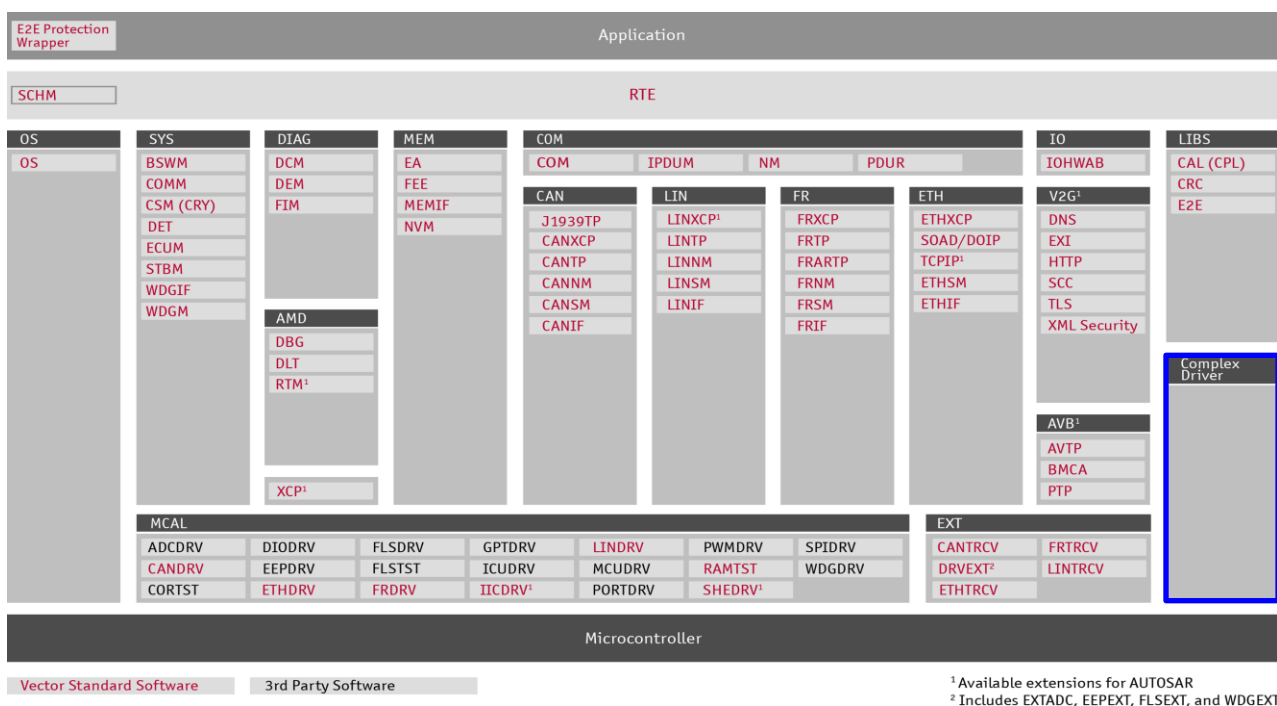 E2E Protection
Wrapper
Application
SCHM
RTE
OS
OS
SYS
BSWM
COMM
CSM (CRY)
DET
ECUM
STBM
WDGIF
WDGM
DIAG
DCM
DEM
FIM
AMD
DBG
DLT
RTM¹
XCP¹
MEM
EA
FEE
MEMIF
NVM
COM
COM IPDUM NM PDUR
CAN
J1939TP
CANXCP
CANTP
CANNM
CANSM
CANIF
LIN
LINXCP¹
LINTP
LINNM
LINSM
LINIF
FR
FRXCP
FRTP
FRARTP
FRNM
FRSM
FRIF
ETH
ETHXCP
SOAD/DOIP
TCPIP¹
ETHSM
ETHIF
IO
IOHWAB
V2G¹
DNS
EXI
HTTP
SCC
TLS
XML Security
AVB¹
AVTP
BMCA
PTP
LIBS
CAL (CPL)
CRC
E2E
Complex
Driver
MCAL
ADCDRV DIODRV FLSDRV GPTDRV LINDRV PWMDRV SPIDRV
CANDRV EEPDRV FLSTST ICUDRV MCUDRV RAMTST WDGDRV
CORTST ETHDRV FRDRV IICDRV¹ PORTDRV SHEDRV¹
EXT
CANTRCV FRTRCV
DRVEXT² LINTRCV
ETHTRCV
Microcontroller
Vector Standard Software 3rd Party Software
¹ Available extensions for AUTOSAR
² Includes EXTADC, EEPEXT, FLSEXT, and WDGEXT